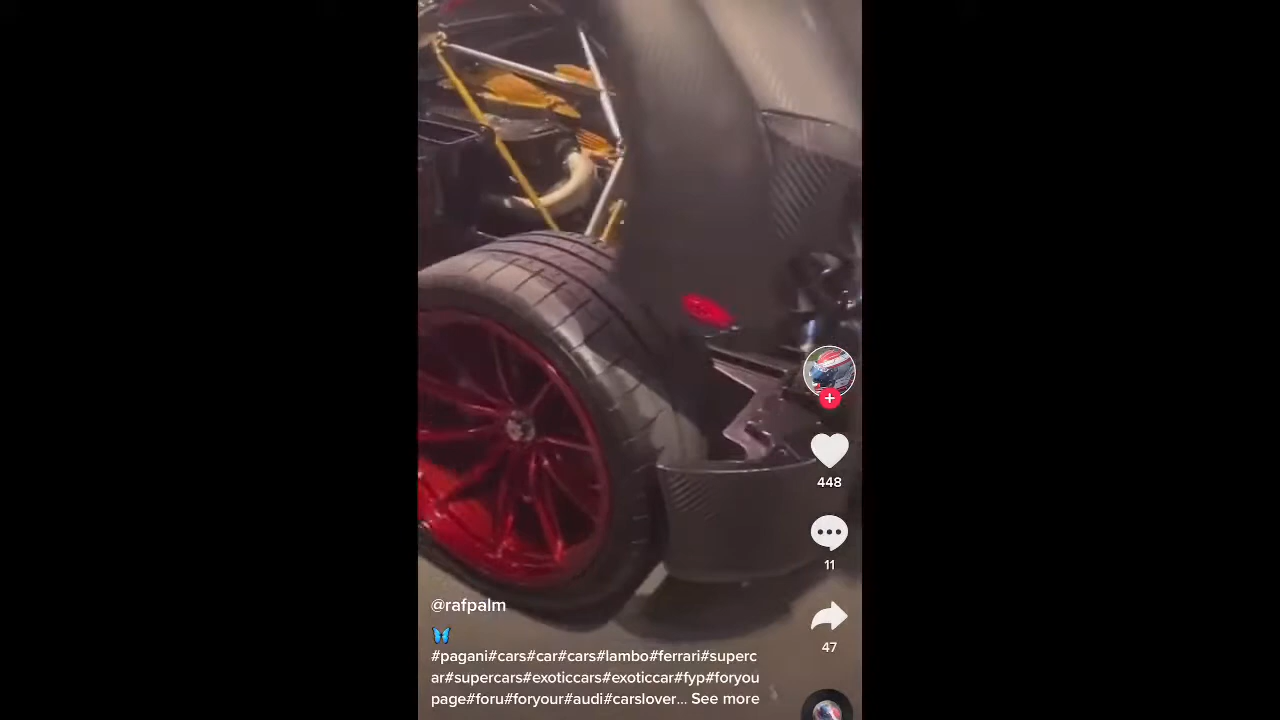 448
11
47
@rafpalm
🦋
#pagani#cars#car#cars#lambo#ferrari#superc
ar#supercars#exoticcars#exoticcar#fyp#foryou
page#foru#foryour#audi#carslover... See more